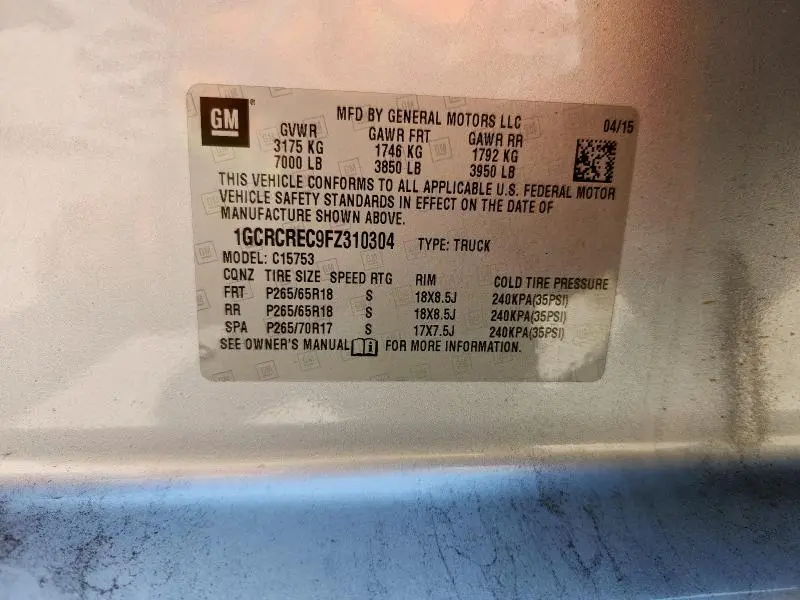 GM
MFD BY GENERAL MOTORS LLC 04/15
GVWR GAWR FRT GAWR RR
3175 KG 1746 KG 1792 KG
7000 LB 3850 LB 3950 LB
THIS VEHICLE CONFORMS TO ALL APPLICABLE U.S. FEDERAL MOTOR
VEHICLE SAFETY STANDARDS IN EFFECT ON THE DATE OF
MANUFACTURE SHOWN ABOVE.
1GCRCREC9FZ310304 TYPE: TRUCK
MODEL: C15753
CQNZ TIRE SIZE SPEED RTG RIM COLD TIRE PRESSURE
FRT P265/65R18 S 18X8.5J 240KPA(35PSI)
RR P265/65R18 S 18X8.5J 240KPA(35PSI)
SPA P265/70R17 S 17X7.5J 240KPA(35PSI)
SEE OWNER'S MANUAL FOR MORE INFORMATION.